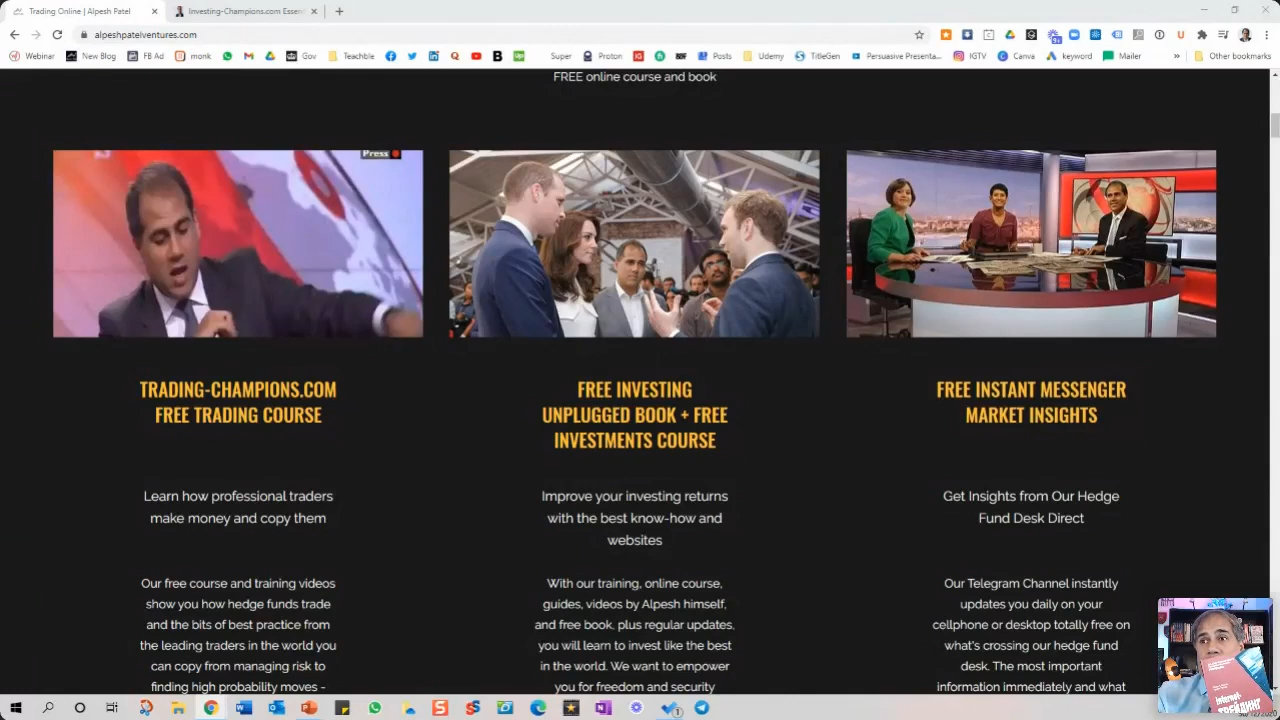 Trading Online | Alpesh Patel
Investing-Champions.com Essen
alpeshpatelventures.com
Webinar
New Blog
FB Ad
monk
Gov
Teachble
Super
Proton
Posts
Udemy
TitleGen
Persuasive Presenta...
IGTV
Canva
keyword
Mailer
»
Other bookmarks
FREE online course and book
Press
TRADING-CHAMPIONS.COM
FREE TRADING COURSE
Learn how professional traders
make money and copy them
Our free course and training videos
show you how hedge funds trade
and the bits of best practice from
the leading traders in the world you
can copy from managing risk to
finding high probability moves –
FREE INVESTING
UNPLUGGED BOOK + FREE
INVESTMENTS COURSE
Improve your investing returns
with the best know-how and
websites
With our training, online course,
guides, videos by Alpesh himself,
and free book, plus regular updates,
you will learn to invest like the best
in the world. We want to empower
you for freedom and security
FREE INSTANT MESSENGER
MARKET INSIGHTS
Get Insights from Our Hedge
Fund Desk Direct
Our Telegram Channel instantly
updates you daily on your
cellphone or desktop totally free on
what's crossing our hedge fund
desk. The most important
information immediately and what